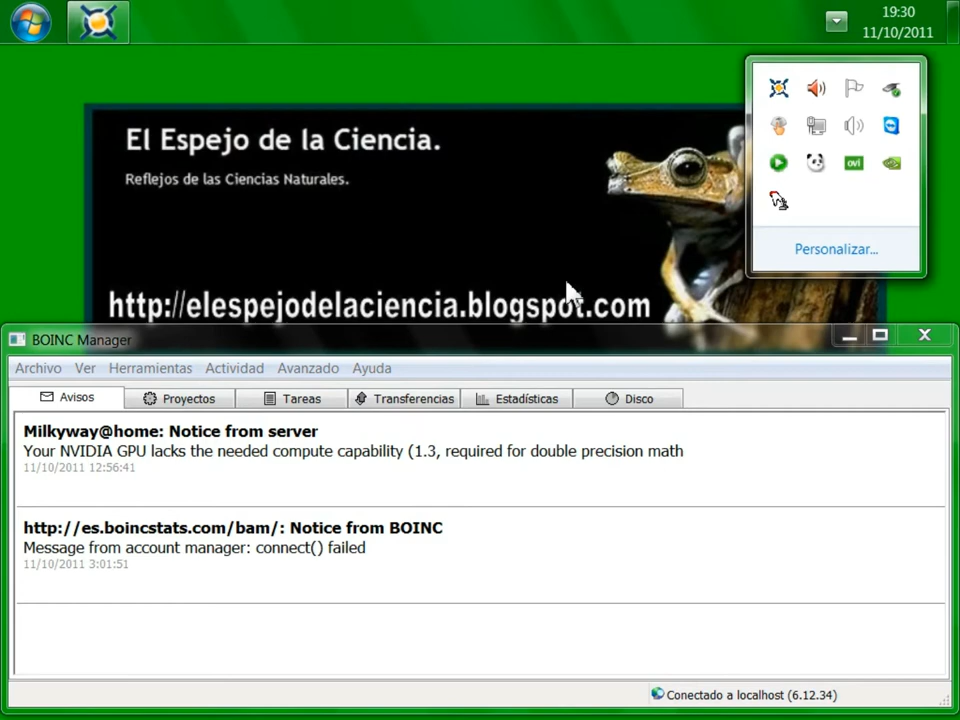 19:30
11/10/2011
El Espejo de la Ciencia.
Reflejos de las Ciencias Naturales.
ovi
Personalizar...
http://elespejodelaciencia.blogspot.com
BOINC Manager
Archivo Ver Herramientas Actividad Avanzado Ayuda
Avisos Proyectos Tareas Transferencias Estadísticas Disco
Milkyway@home: Notice from server
Your NVIDIA GPU lacks the needed compute capability (1.3, required for double precision math
11/10/2011 12:56:41
http://es.boincstats.com/bam/: Notice from BOINC
Message from account manager: connect() failed
11/10/2011 3:01:51
Conectado a localhost (6.12.34)